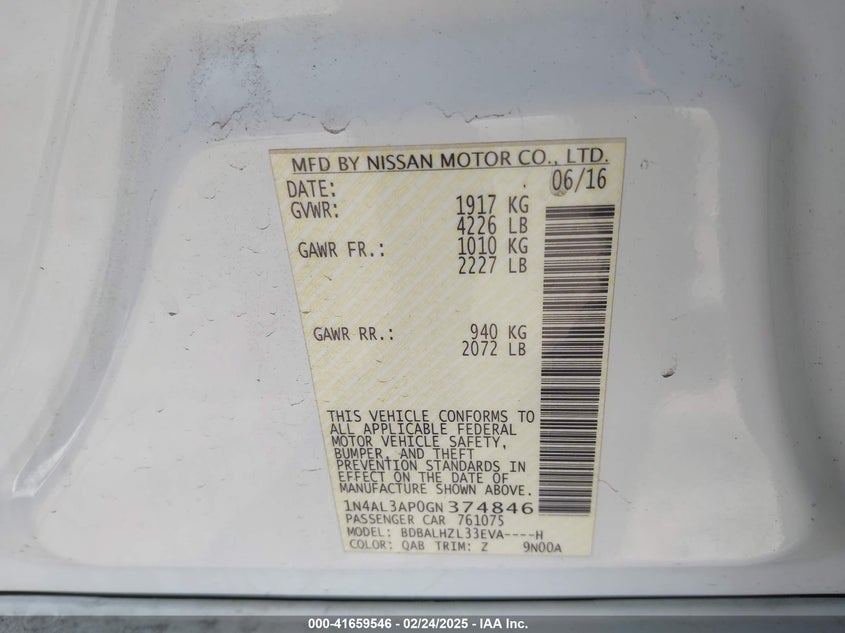 MFD BY NISSAN MOTOR CO., LTD.
DATE: 06/16
GVWR: 1917 KG
4226 LB
GAWR FR.: 1010 KG
2227 LB
GAWR RR.: 940 KG
2072 LB
THIS VEHICLE CONFORMS TO
ALL APPLICABLE FEDERAL
MOTOR VEHICLE SAFETY,
BUMPER, AND THEFT
PREVENTION STANDARDS IN
EFFECT ON THE DATE OF
MANUFACTURE SHOWN ABOVE.
1N4AL3AP0GN374846
PASSENGER CAR 761075
MODEL: BDBALHZL33EVA----H
COLOR: QAB TRIM: Z 9N00A
000-41659546 - 02/24/2025 - IAA Inc.